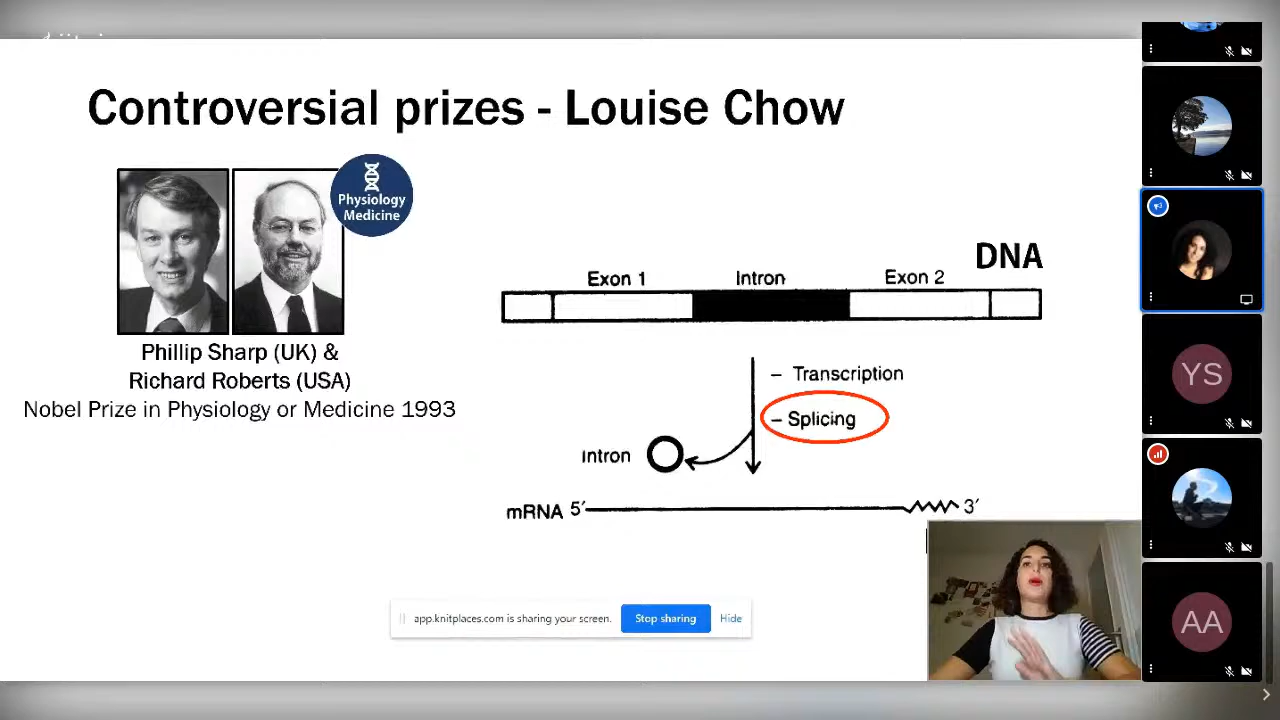 Controversial prizes - Louise Chow
Physiology
Medicine
Phillip Sharp (UK) &
Richard Roberts (USA)
Nobel Prize in Physiology or Medicine 1993
DNA
Exon 1 Intron Exon 2
– Transcription
– Splicing
Intron
mRNA 5′ 3′
app.knitplaces.com is sharing your screen. Stop sharing Hide
YS
AA